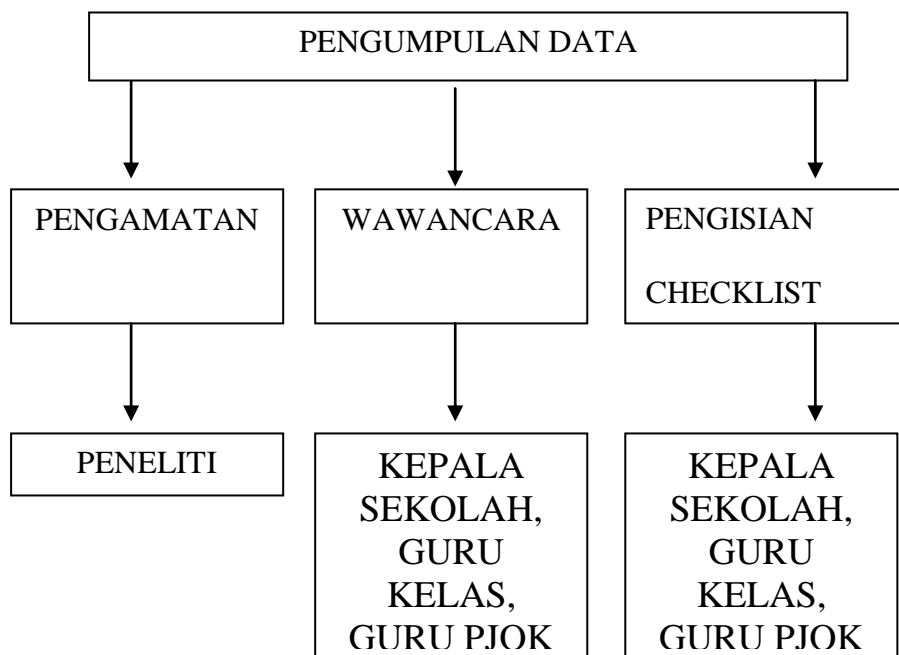 PENGUMPULAN DATA
PENGAMATAN
WAWANCARA
PENGISIAN
CHECKLIST
PENELITI
KEPALA
SEKOLAH,
GURU
KELAS,
GURU PJOK
KEPALA
SEKOLAH,
GURU
KELAS,
GURU PJOK